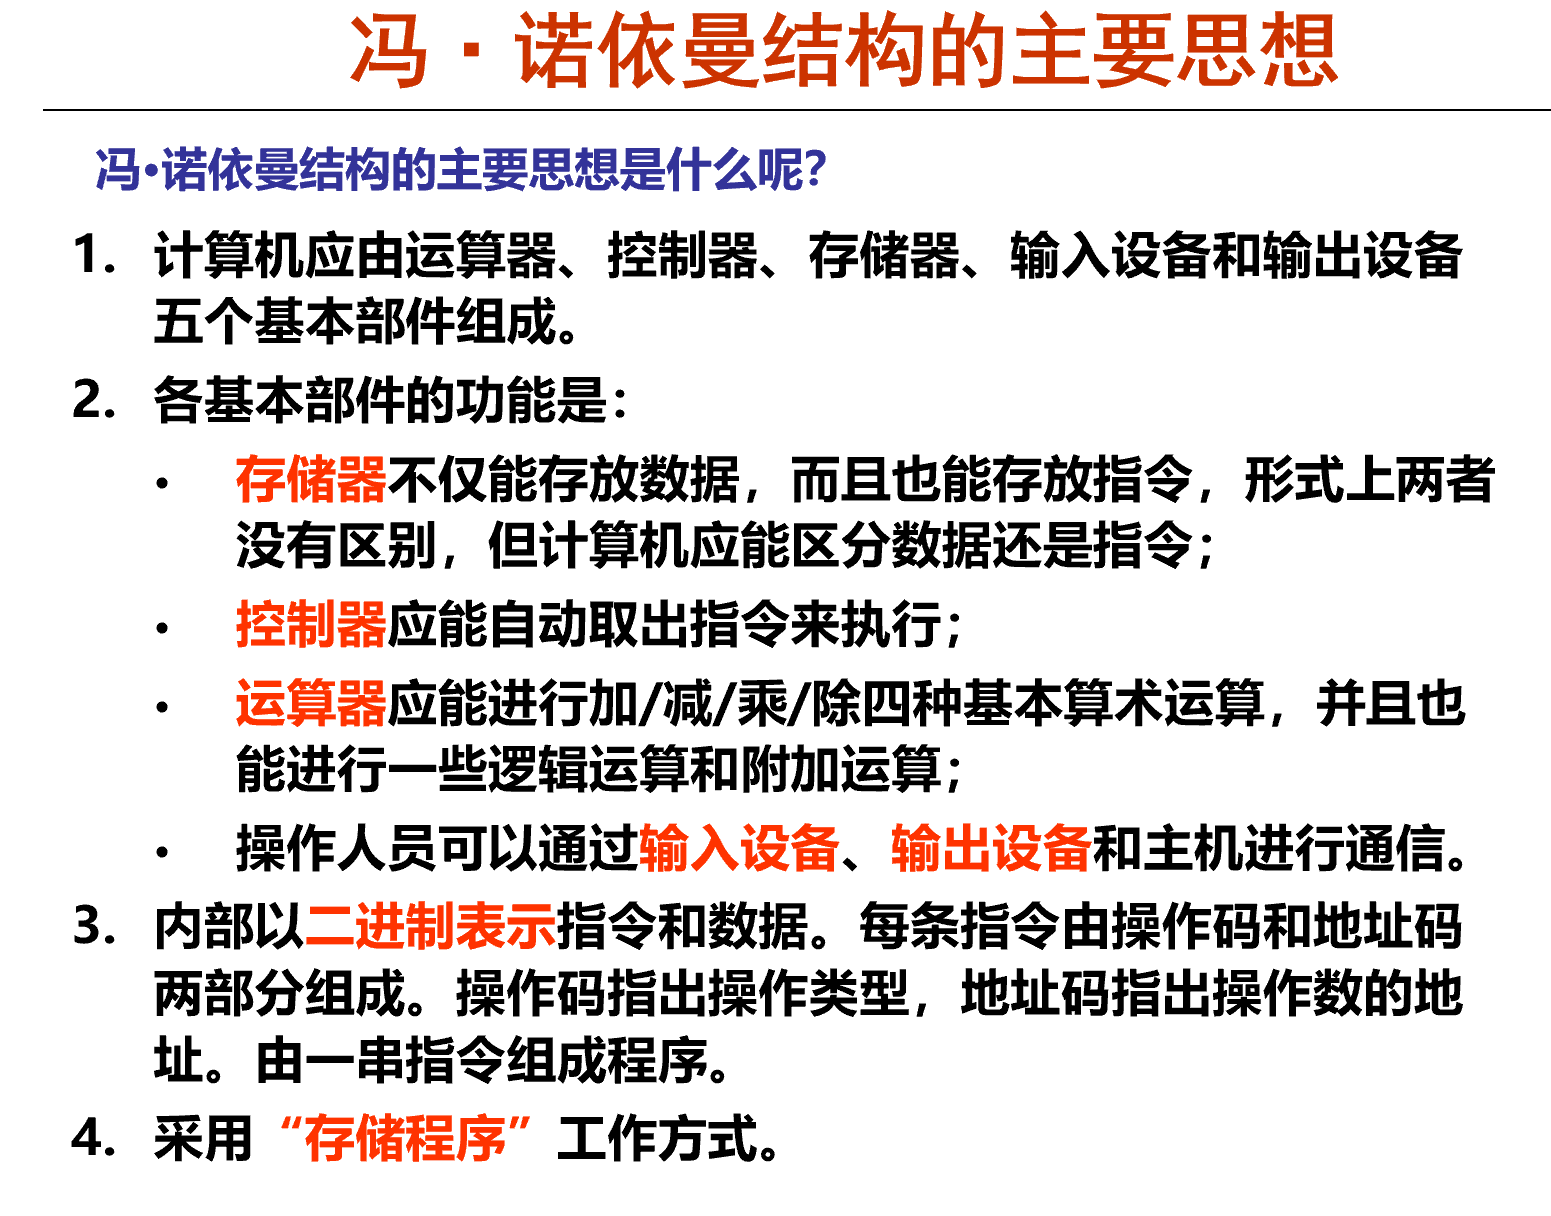 冯·诺依曼结构的主要思想
冯·诺依曼结构的主要思想是什么呢?
1. 计算机应由运算器、控制器、存储器、输入设备和输出设备
五个基本部件组成。
2. 各基本部件的功能是:
• 存储器不仅能存放数据，而且也能存放指令，形式上两者
没有区别，但计算机应能区分数据还是指令；
• 控制器应能自动取出指令来执行；
• 运算器应能进行加/减/乘/除四种基本算术运算，并且也
能进行一些逻辑运算和附加运算；
• 操作人员可以通过输入设备、输出设备和主机进行通信。
3. 内部以二进制表示指令和数据。每条指令由操作码和地址码
两部分组成。操作码指出操作类型，地址码指出操作数的地
址。由一串指令组成程序。
4. 采用“存储程序”工作方式。